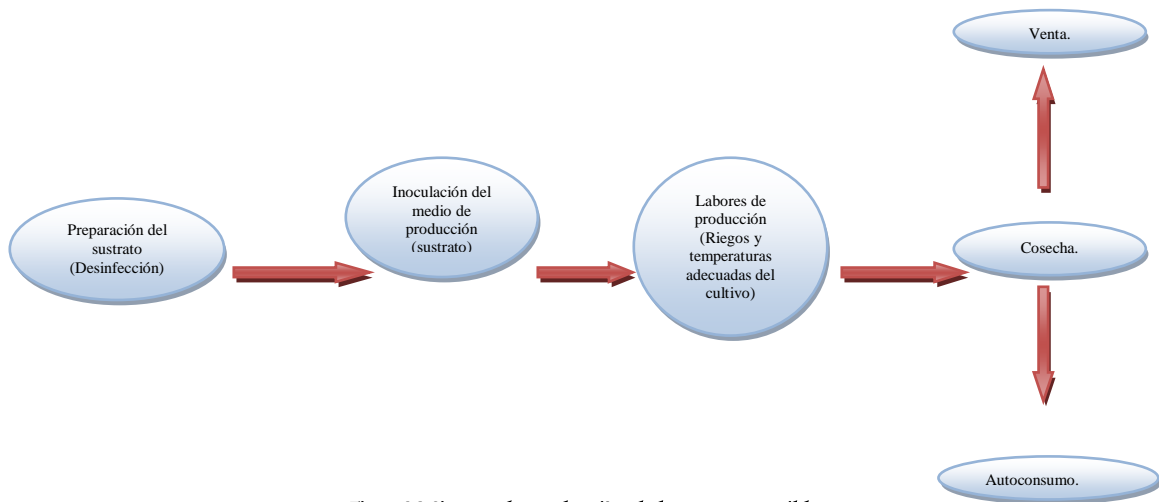 Venta.
Preparación del
sustrato
(Desinfección)
Inoculación del
medio de
producción
(sustrato)
Labores de
producción
(Riegos y
temperaturas
adecuadas del
cultivo)
Cosecha.
Autoconsumo.